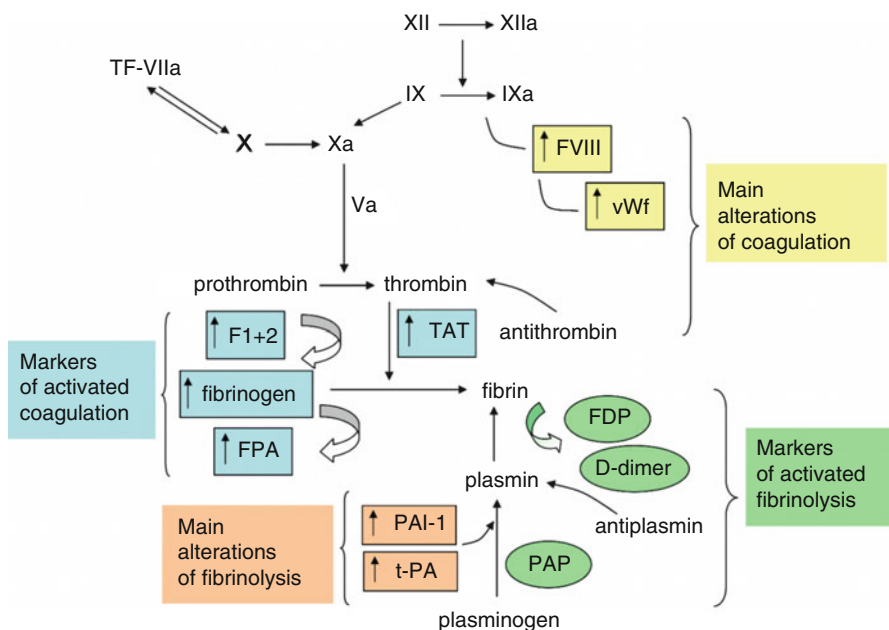 XII XIIa
TF-VIIa
IX IXa
X Xa
↑ FVIII
Main
alterations
of coagulation
↑ vWf
Va
prothrombin thrombin
↑ F1+2
↑ TAT
antithrombin
Markers
of activated
coagulation
↑ fibrinogen
fibrin
FDP
↑ FPA
D-dimer
Markers
of activated
fibrinolysis
plasmin
Main
alterations
of fibrinolysis
↑ PAI-1
antiplasmin
↑ t-PA
PAP
plasminogen